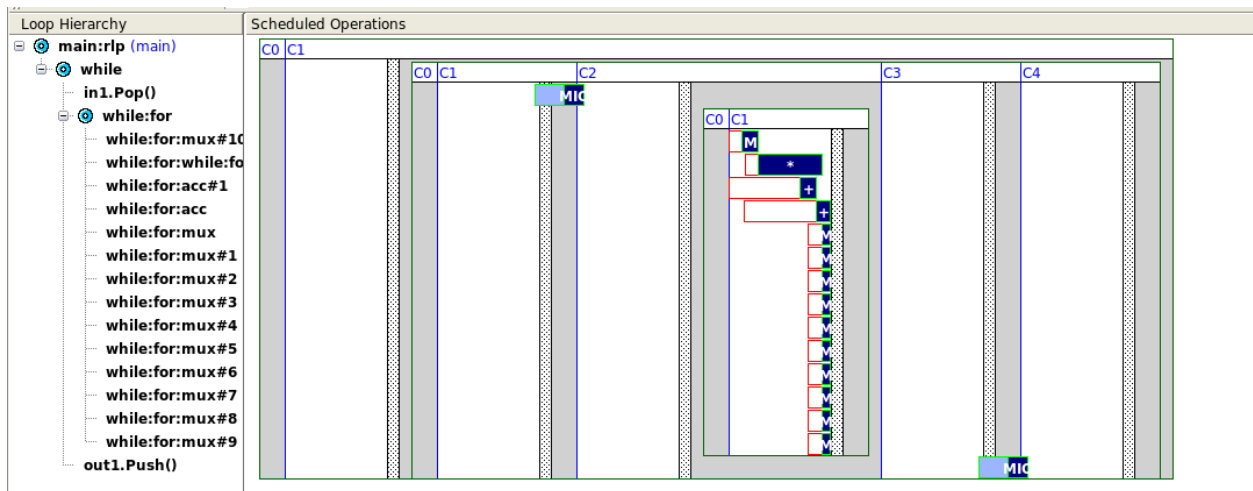 Loop Hierarchy
Scheduled Operations
main:rlp (main)
while
in1.Pop()
while:for
while:for:mux#10
while:for:while:fo
while:for:acc#1
while:for:acc
while:for:mux
while:for:mux#1
while:for:mux#2
while:for:mux#3
while:for:mux#4
while:for:mux#5
while:for:mux#6
while:for:mux#7
while:for:mux#8
while:for:mux#9
out1.Push()
C0 C1
C0 C1 C2 C3 C4
MIO
C0 C1
M
*
+
+
M
M
M
M
M
M
M
M
M
M
MIO